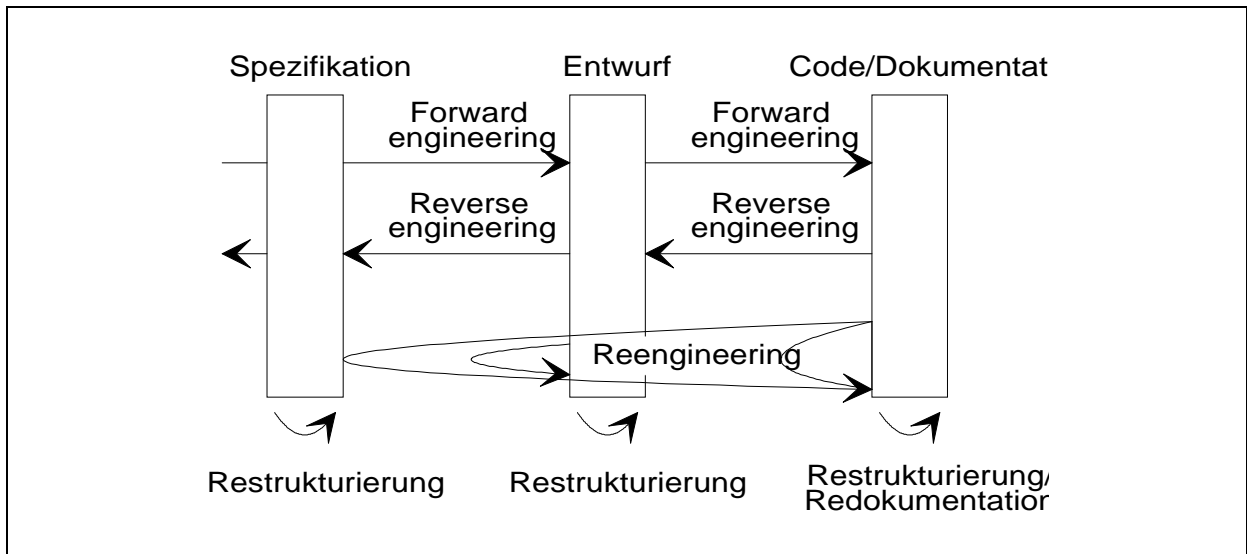 Spezifikation
Entwurf
Code/Dokumentat
Forward
engineering
Forward
engineering
Reverse
engineering
Reverse
engineering
Reengineering
Restrukturierung
Restrukturierung
Restrukturierung/
Redokumentation